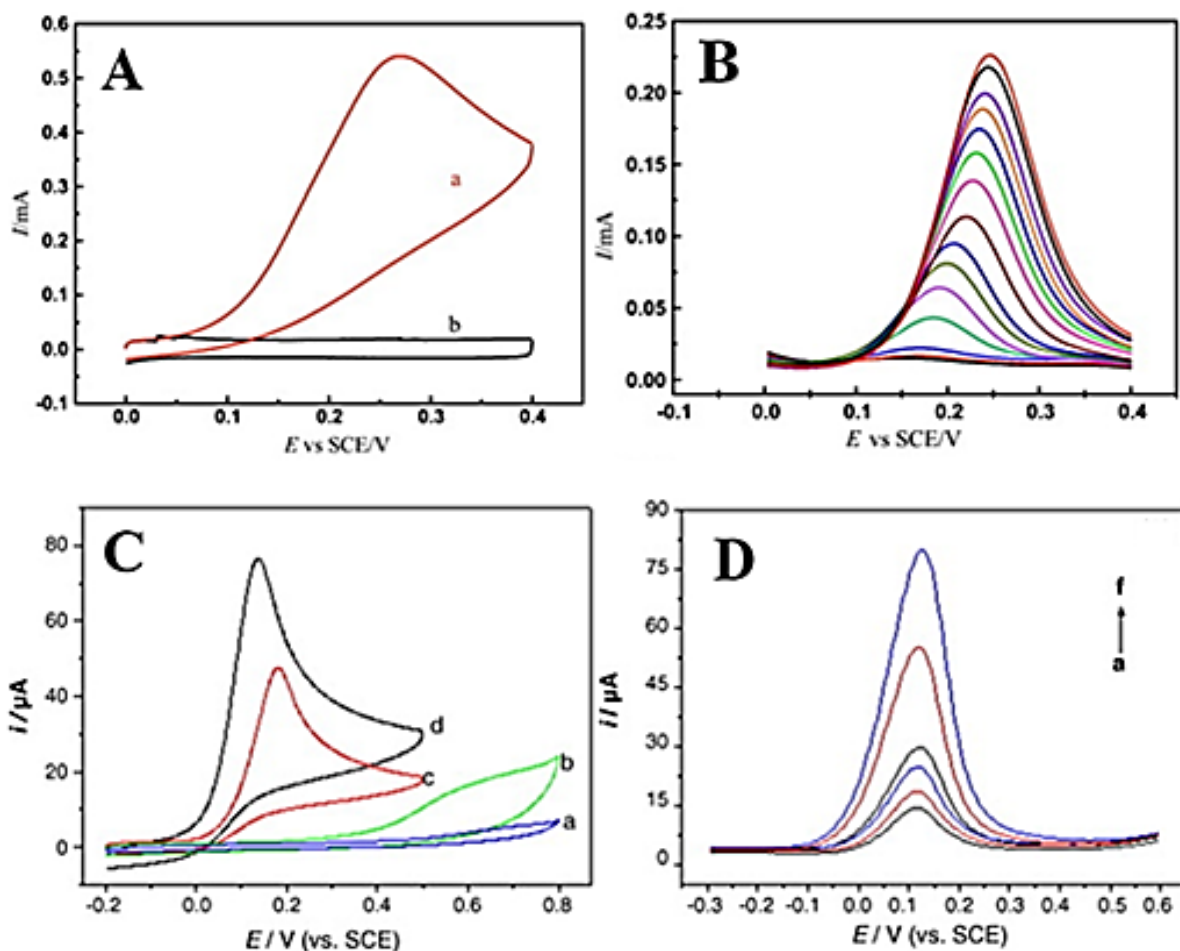 A
0.6
0.5
0.4
0.3
0.2
0.1
0.0
-0.1
I/mA
a
b
0.0 0.1 0.2 0.3 0.4
E vs SCE/V
B
0.25
0.20
0.15
0.10
0.05
0.00
I/mA
-0.1 0.0 0.1 0.2 0.3 0.4
E vs SCE/V
C
80
60
40
20
0
i / µA
d
c
b
a
-0.2 0.0 0.2 0.4 0.6 0.8
E / V (vs. SCE)
D
90
75
60
45
30
15
0
i / µA
f
a
-0.3 -0.2 -0.1 0.0 0.1 0.2 0.3 0.4 0.5 0.6
E / V (vs. SCE)